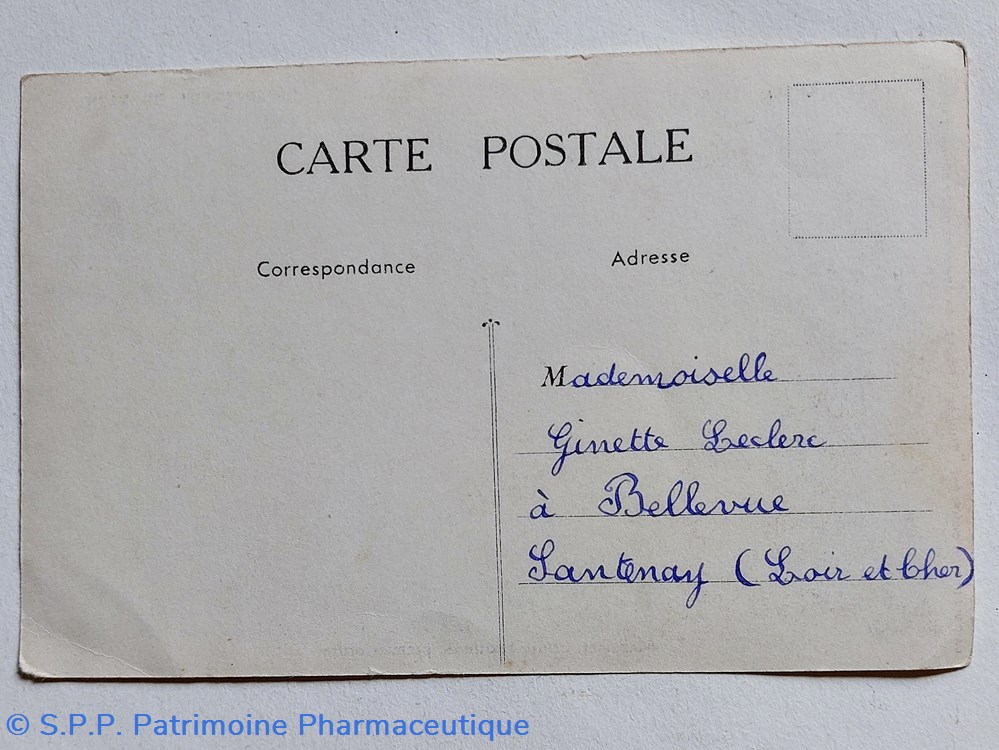 CARTE POSTALE
Correspondance
Adresse
Mademoiselle
Ginette Leclerc
à Bellevue
Santenay (Loir et Cher)
© S.P.P. Patrimoine Pharmaceutique